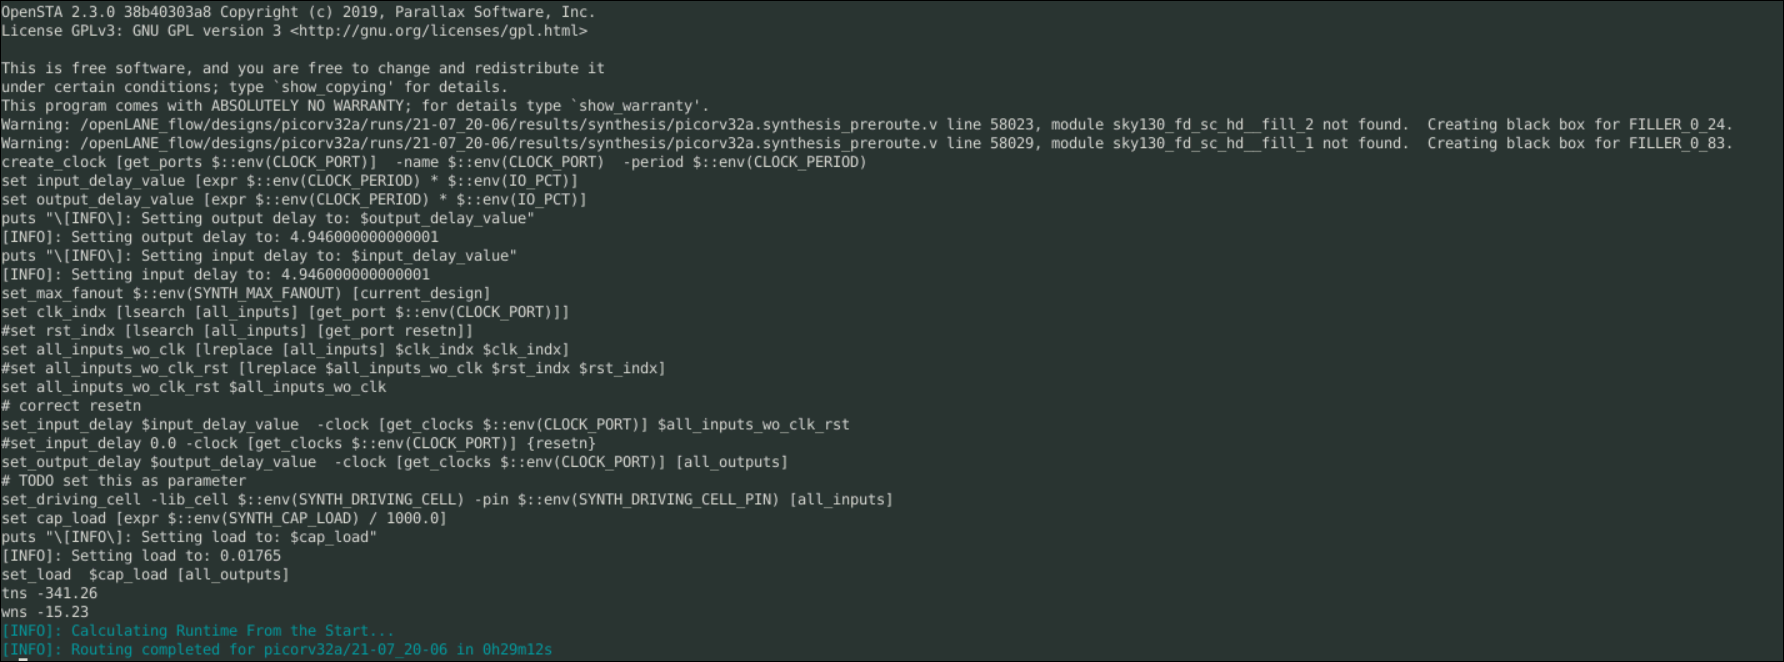 OpenSTA 2.3.0 38b40303a8 Copyright (c) 2019, Parallax Software, Inc.
License GPLv3: GNU GPL version 3 <http://gnu.org/licenses/gpl.html>
This is free software, and you are free to change and redistribute it
under certain conditions; type `show_copying' for details.
This program comes with ABSOLUTELY NO WARRANTY; for details type `show_warranty'.
Warning: /openLANE_flow/designs/picorv32a/runs/21-07_20-06/results/synthesis/picorv32a.synthesis_preroute.v line 58023, module sky130_fd_sc_hd__fill_2 not found.  Creating black box for FILLER_0_24.
Warning: /openLANE_flow/designs/picorv32a/runs/21-07_20-06/results/synthesis/picorv32a.synthesis_preroute.v line 58029, module sky130_fd_sc_hd__fill_1 not found.  Creating black box for FILLER_0_83.
create_clock [get_ports $::env(CLOCK_PORT)]  -name $::env(CLOCK_PORT)  -period $::env(CLOCK_PERIOD)
set input_delay_value [expr $::env(CLOCK_PERIOD) * $::env(IO_PCT)]
set output_delay_value [expr $::env(CLOCK_PERIOD) * $::env(IO_PCT)]
puts "\[INFO\]: Setting output delay to: $output_delay_value"
[INFO]: Setting output delay to: 4.946000000000001
puts "\[INFO\]: Setting input delay to: $input_delay_value"
[INFO]: Setting input delay to: 4.946000000000001
set_max_fanout $::env(SYNTH_MAX_FANOUT) [current_design]
set clk_indx [lsearch [all_inputs] [get_port $::env(CLOCK_PORT)]]
#set rst_indx [lsearch [all_inputs] [get_port resetn]]
set all_inputs_wo_clk [lreplace [all_inputs] $clk_indx $clk_indx]
#set all_inputs_wo_clk_rst [lreplace $all_inputs_wo_clk $rst_indx $rst_indx]
set all_inputs_wo_clk_rst $all_inputs_wo_clk
# correct resetn
set_input_delay $input_delay_value  -clock [get_clocks $::env(CLOCK_PORT)] $all_inputs_wo_clk_rst
#set_input_delay 0.0 -clock [get_clocks $::env(CLOCK_PORT)] {resetn}
set_output_delay $output_delay_value  -clock [get_clocks $::env(CLOCK_PORT)] [all_outputs]
# TODO set this as parameter
set_driving_cell -lib_cell $::env(SYNTH_DRIVING_CELL) -pin $::env(SYNTH_DRIVING_CELL_PIN) [all_inputs]
set cap_load [expr $::env(SYNTH_CAP_LOAD) / 1000.0]
puts "\[INFO\]: Setting load to: $cap_load"
[INFO]: Setting load to: 0.01765
set_load  $cap_load [all_outputs]
tns -341.26
wns -15.23
[INFO]: Calculating Runtime From the Start...
[INFO]: Routing completed for picorv32a/21-07_20-06 in 0h29m12s